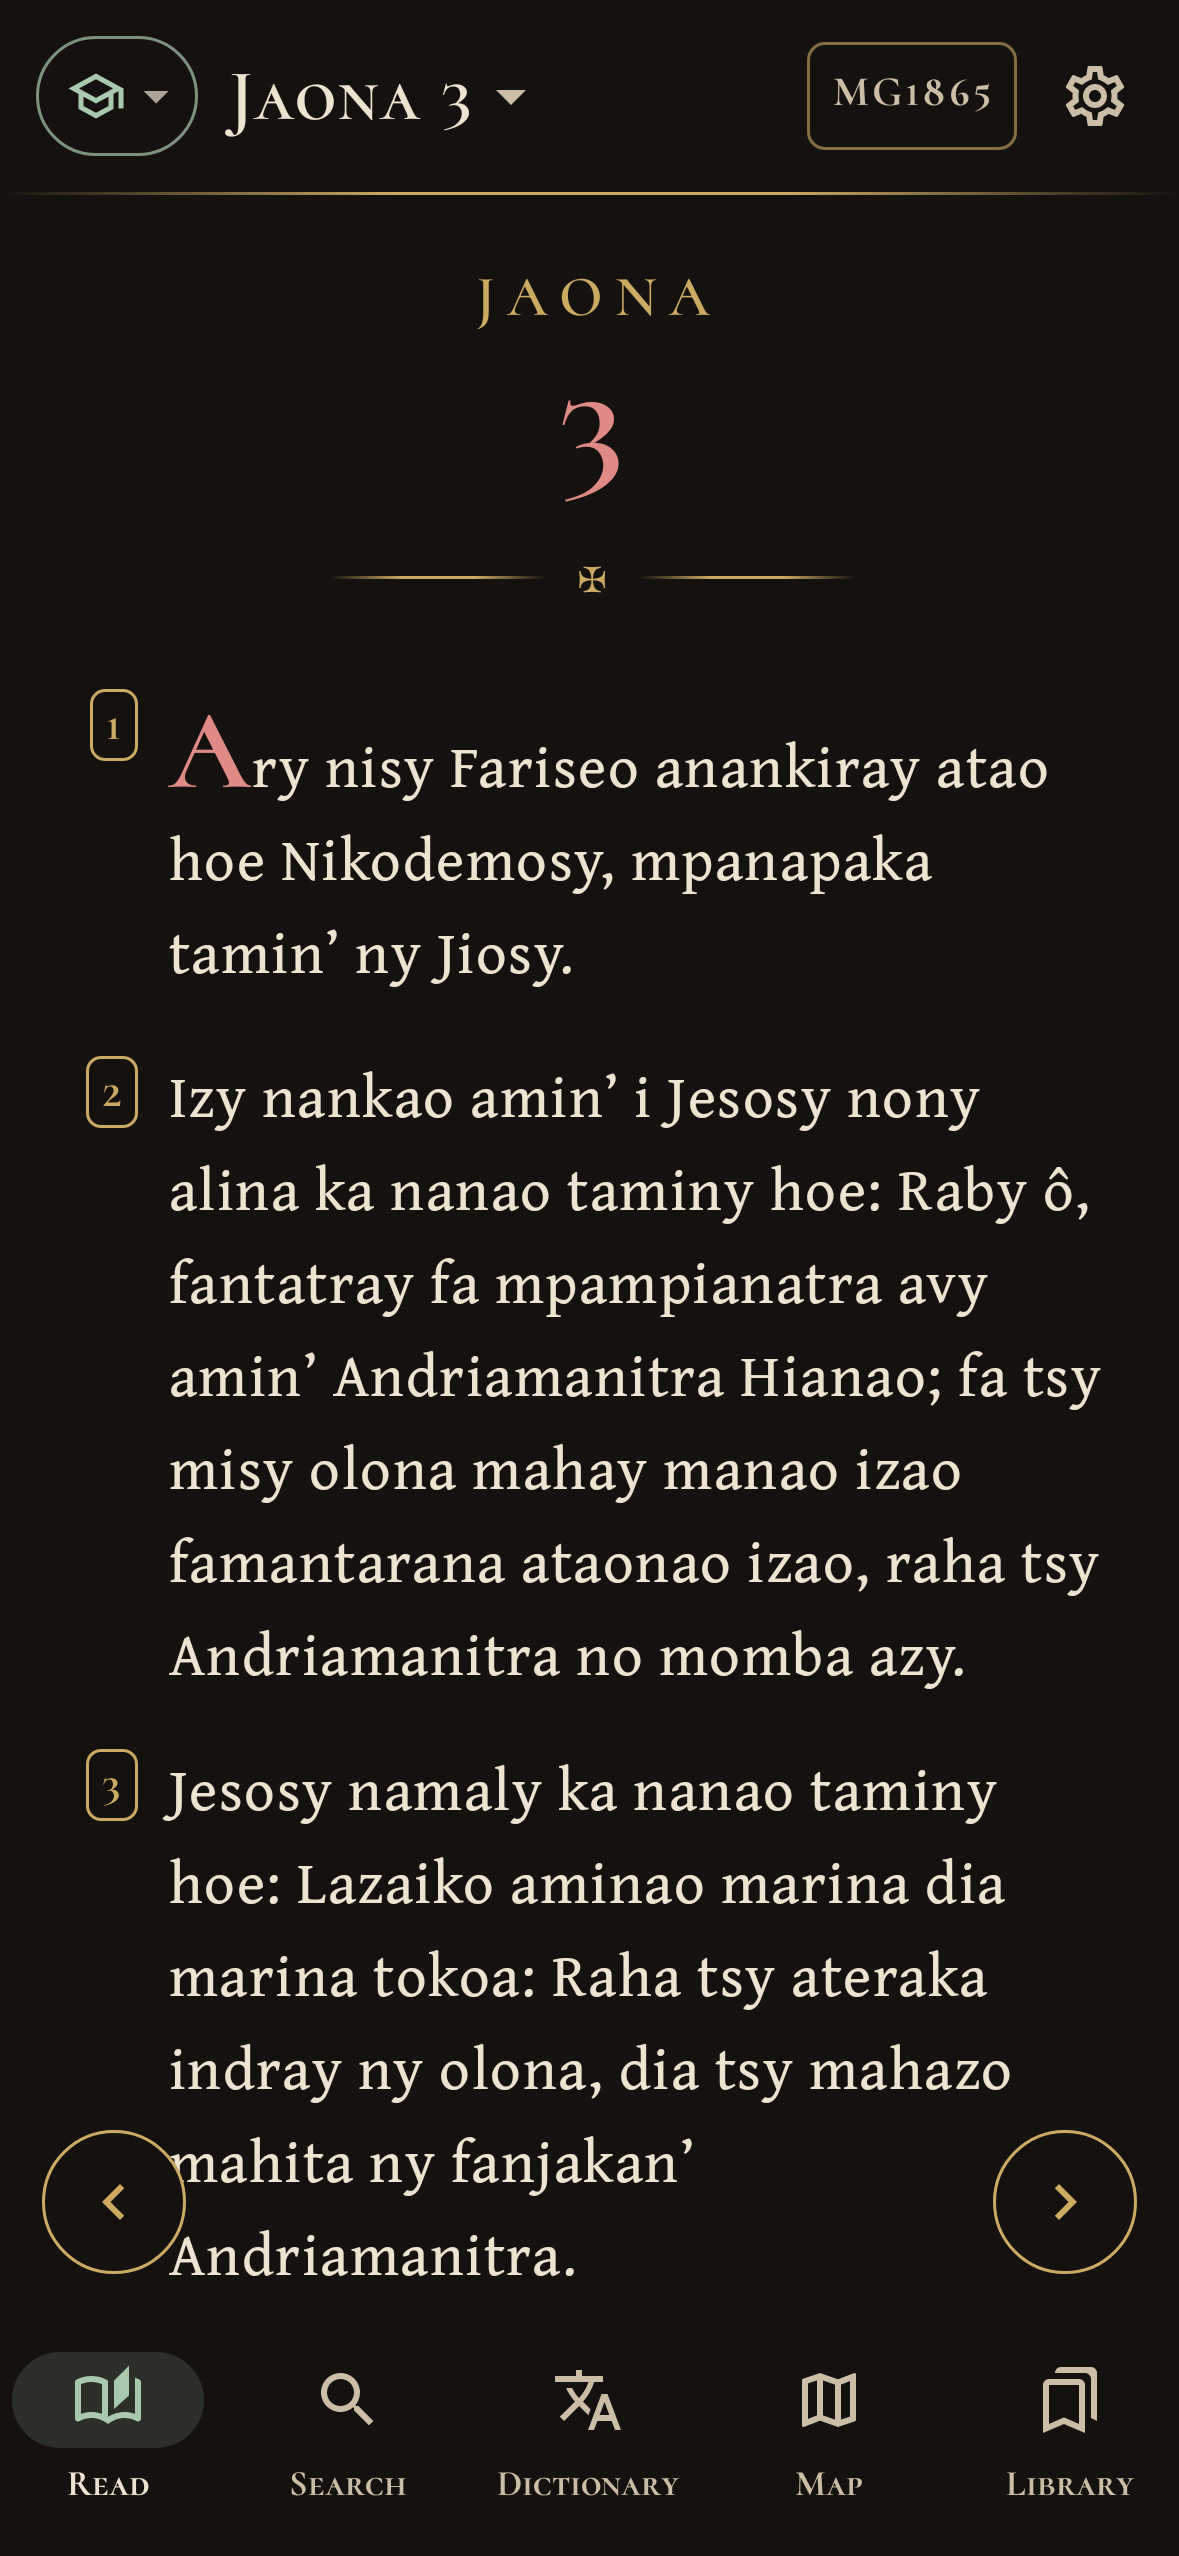 Jaona 3
MG1865
JAONA
3
1
Ary nisy Fariseo anankiray atao
hoe Nikodemosy, mpanapaka
tamin’ ny Jiosy.
2
Izy nankao amin’ i Jesosy nony
alina ka nanao taminy hoe: Raby ô,
fantatray fa mpampianatra avy
amin’ Andriamanitra Hianao; fa tsy
misy olona mahay manao izao
famantarana ataonao izao, raha tsy
Andriamanitra no momba azy.
3
Jesosy namaly ka nanao taminy
hoe: Lazaiko aminao marina dia
marina tokoa: Raha tsy ateraka
indray ny olona, dia tsy mahazo
mahita ny fanjakan’
Andriamanitra.
Read
Search
Dictionary
Map
Library